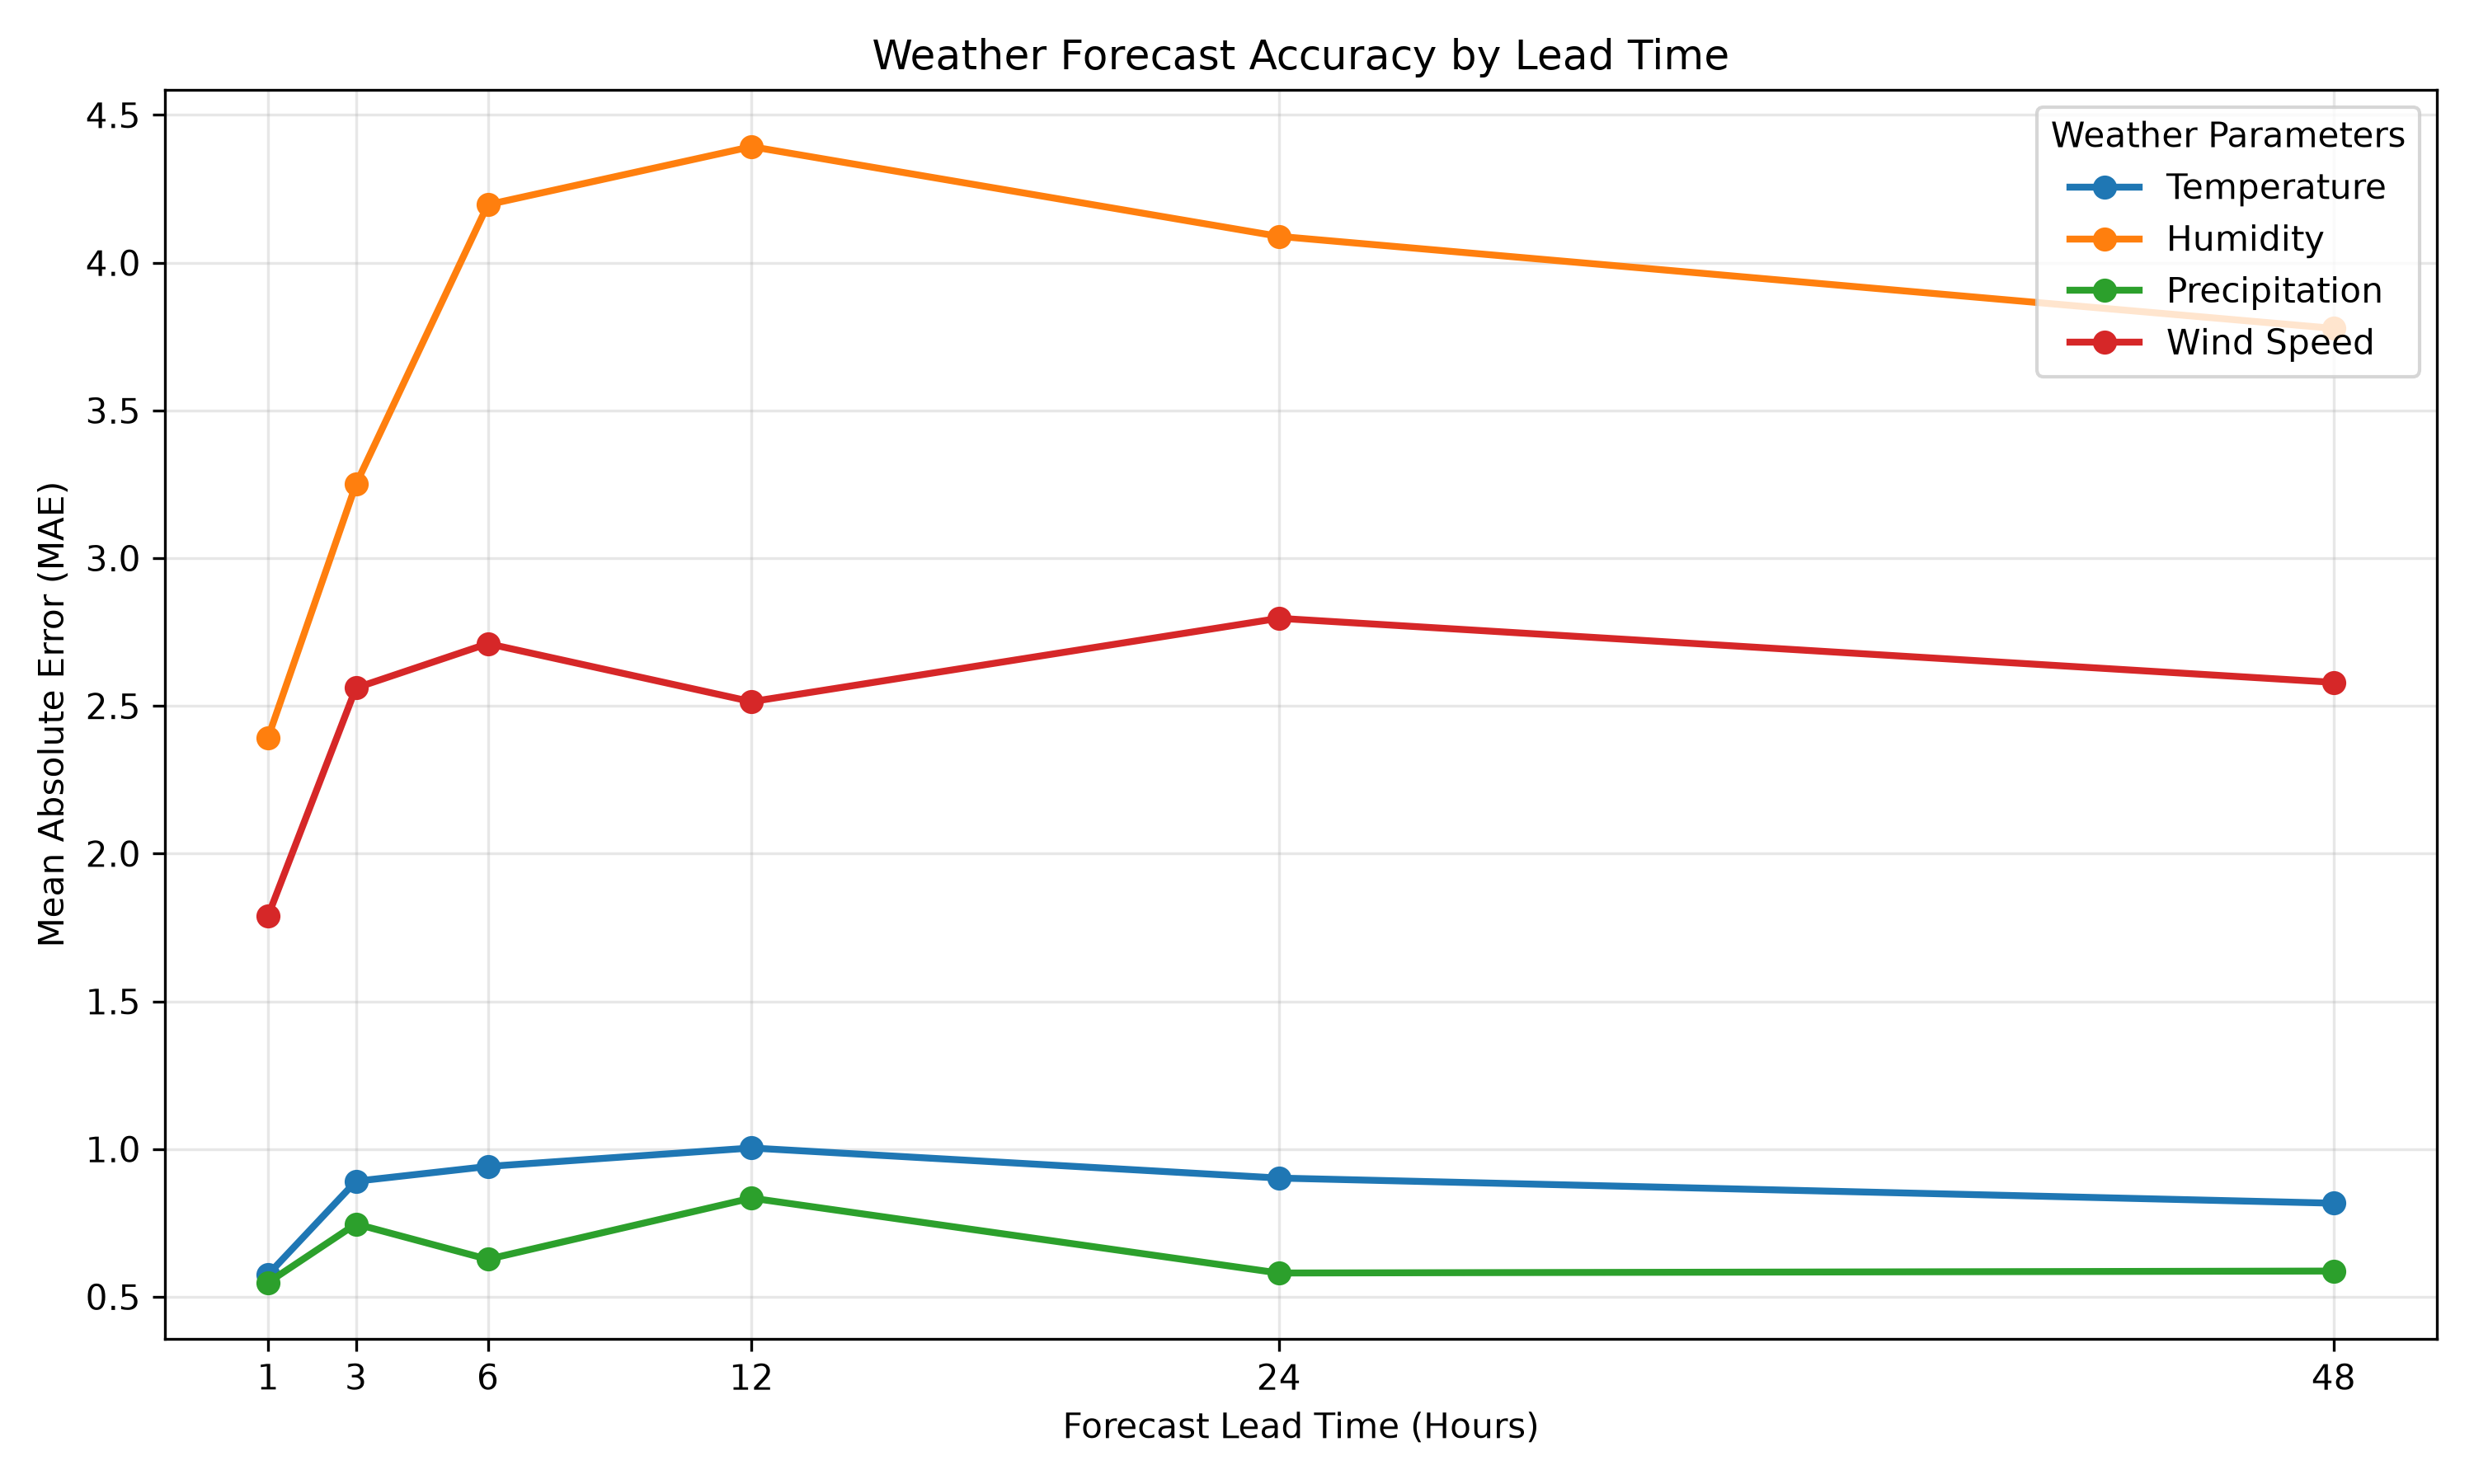 Weather Forecast Accuracy by Lead Time
4.5
4.0
3.5
3.0
2.5
2.0
1.5
1.0
0.5
Mean Absolute Error (MAE)
Weather Parameters
Temperature
Humidity
Precipitation
Wind Speed
1 3 6 12 24 48
Forecast Lead Time (Hours)